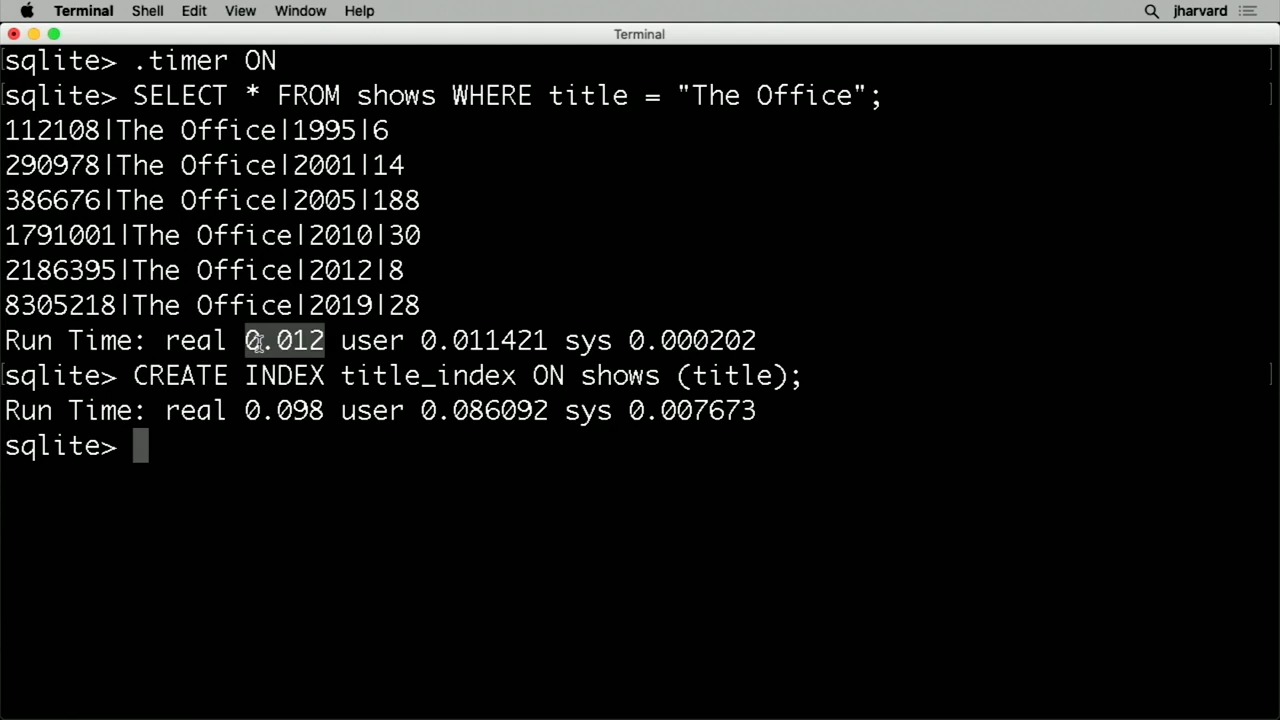 Terminal Shell Edit View Window Help jharvard
Terminal
sqlite> .timer ON
sqlite> SELECT * FROM shows WHERE title = "The Office";
112108|The Office|1995|6
290978|The Office|2001|14
386676|The Office|2005|188
1791001|The Office|2010|30
2186395|The Office|2012|8
8305218|The Office|2019|28
Run Time: real 0.012 user 0.011421 sys 0.000202
sqlite> CREATE INDEX title_index ON shows (title);
Run Time: real 0.098 user 0.086092 sys 0.007673
sqlite>